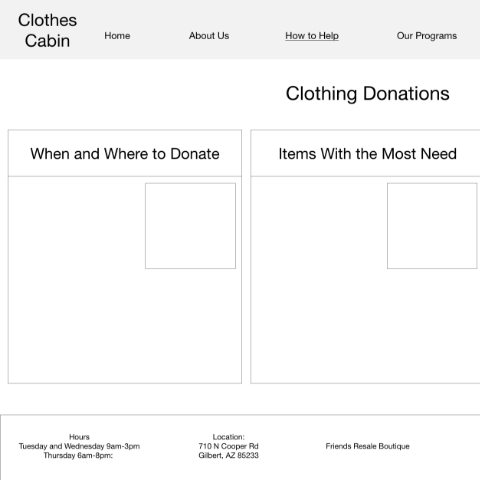 Clothes
Cabin
Home
About Us
How to Help
Our Programs
Clothing Donations
When and Where to Donate
Items With the Most Need
Hours
Tuesday and Wednesday 9am-3pm
Thursday 6am-8pm:
Location:
710 N Cooper Rd
Gilbert, AZ 85233
Friends Resale Boutique